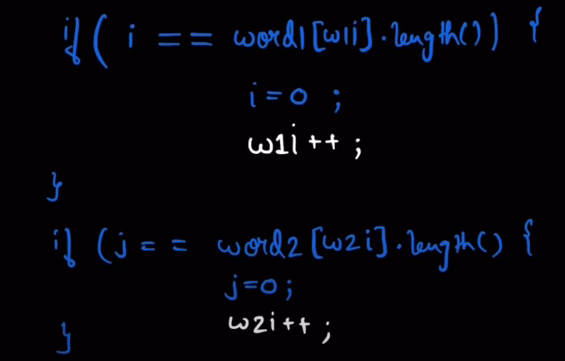 if( i == word1[w1i].length()) {
i=0 ;
w1i++ ;
}
if (j== word2[w2i].length() {
j=0;
w2i++ ;
}